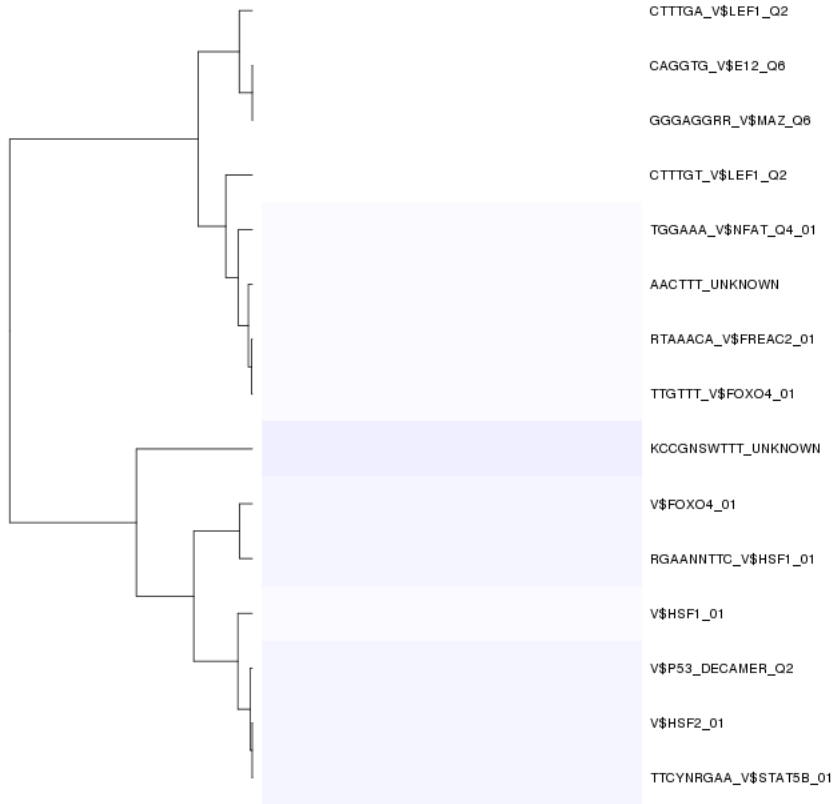 CTTTGA_V$LEF1_Q2
CAGGTG_V$E12_Q6
GGGAGGRR_V$MAZ_Q6
CTTTGT_V$LEF1_Q2
TGGAAA_V$NFAT_Q4_01
AACTTT_UNKNOWN
RTAAACA_V$FREAC2_01
TTGTTT_V$FOXO4_01
KCCGNSWTTT_UNKNOWN
V$FOXO4_01
RGAANNTTC_V$HSF1_01
V$HSF1_01
V$P53_DECAMER_Q2
V$HSF2_01
TTCYNRGAA_V$STAT5B_01